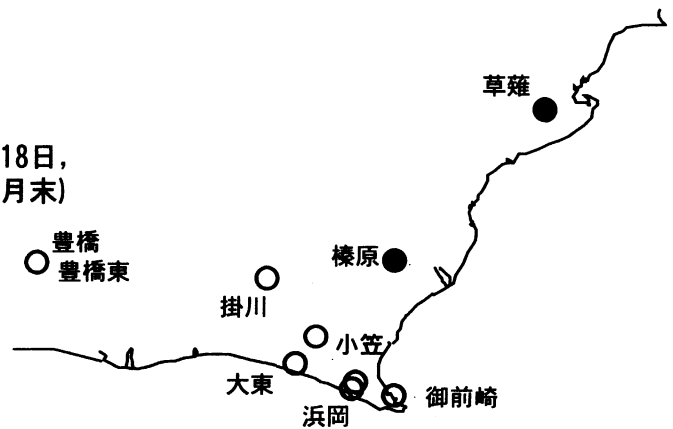 草薙
18日，
月末）
豊橋
豊橋東
榛原
掛川
小笠
大東
浜岡
御前崎